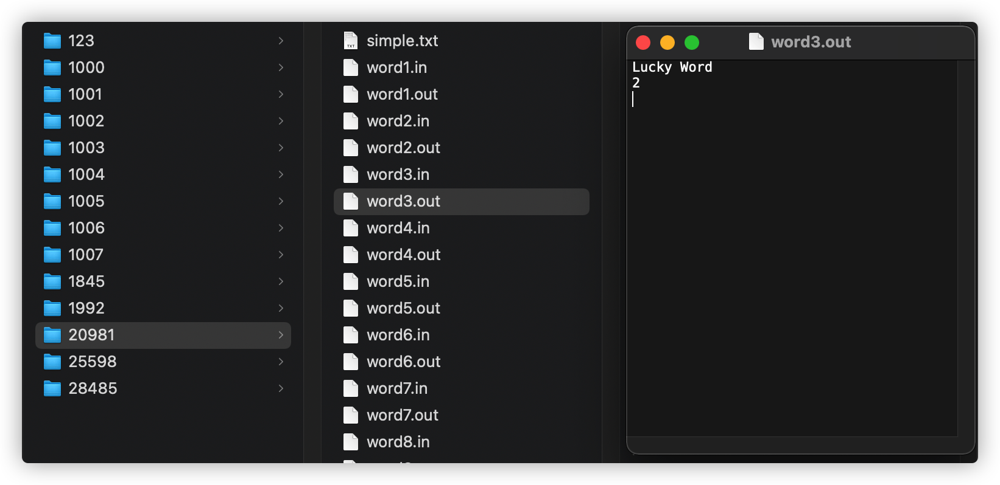 123
1000
1001
1002
1003
1004
1005
1006
1007
1845
1992
20981
25598
28485
simple.txt
word1.in
word1.out
word2.in
word2.out
word3.in
word3.out
word4.in
word4.out
word5.in
word5.out
word6.in
word6.out
word7.in
word7.out
word8.in
word3.out
Lucky Word
2